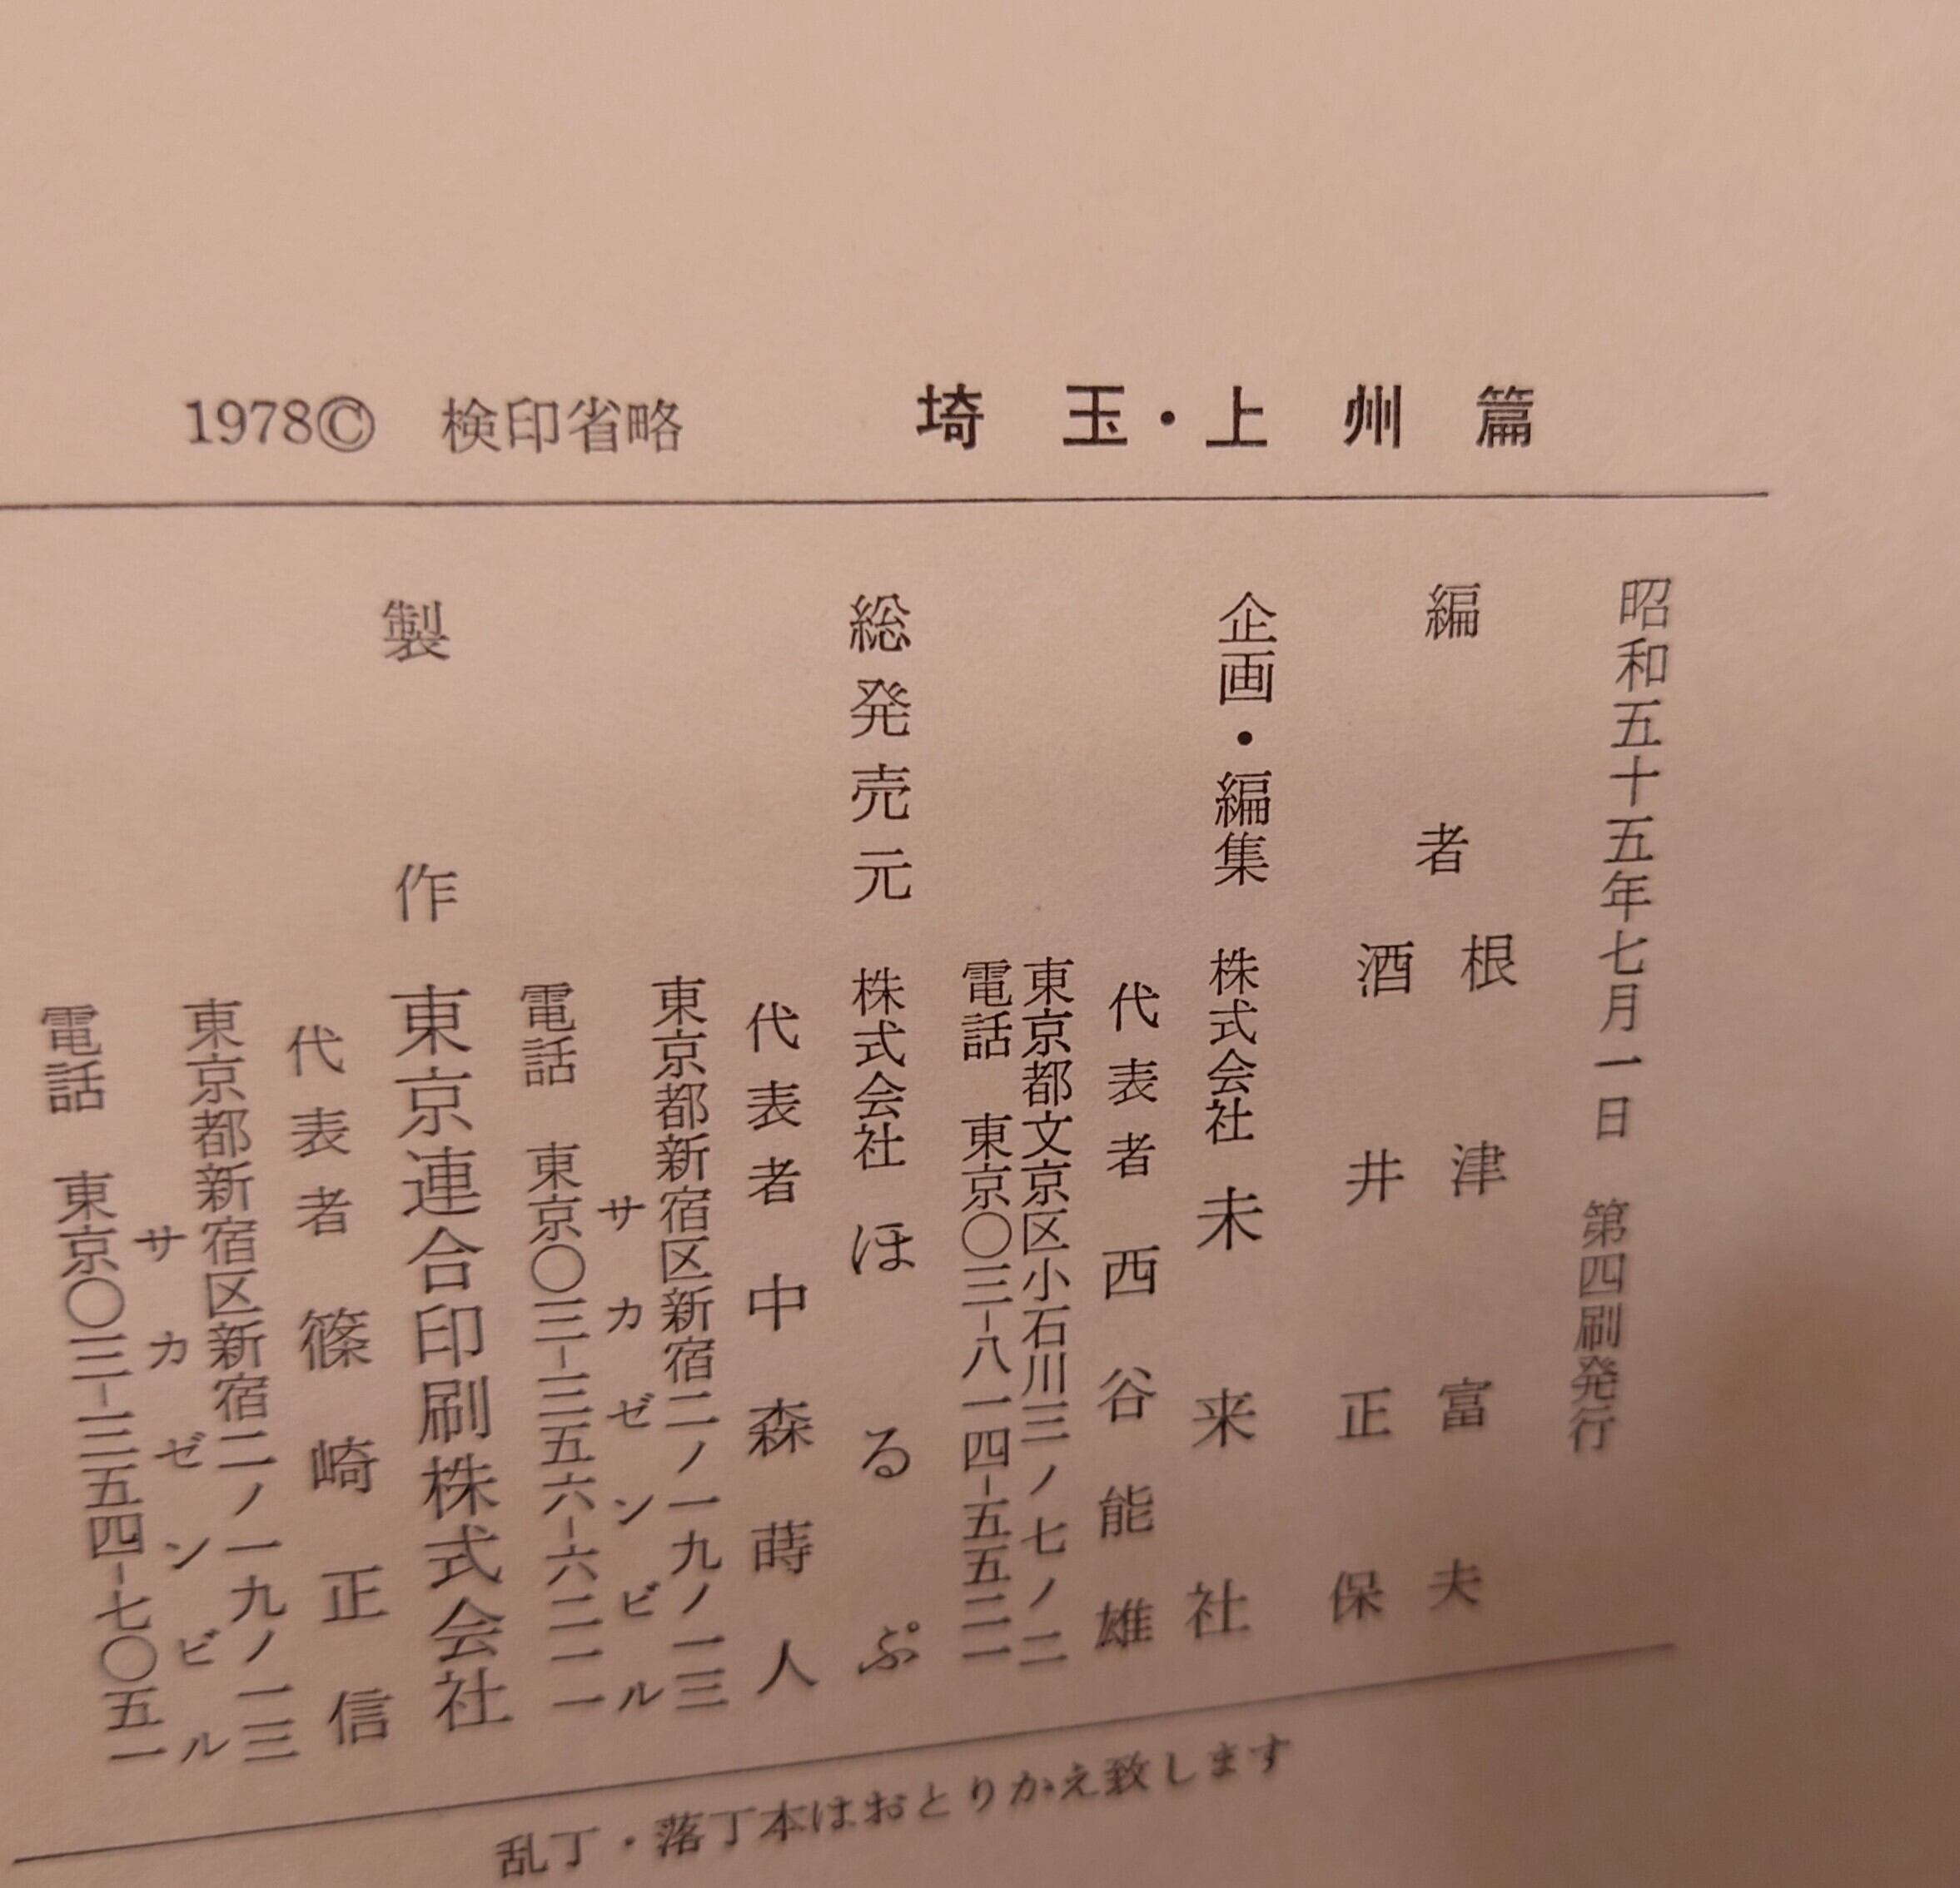 埼玉・上州篇
1978© 検印省略
昭和五十五年七月一日 第四刷発行
編者 根津富夫
酒井正保
企画・編集 株式会社 未来社
代表者 西谷能雄
東京都文京区小石川三ノ七ノ二
電話 東京〇三-八一四-五五二一
総発売元 株式会社 ほるぷ
代表者 中森蒔人
東京都新宿区新宿二ノ一九ノ一三
サカゼンビル
電話 東京〇三-三五六-六二一一
製作 東京連合印刷株式会社
代表者 篠崎正信
東京都新宿区新宿二ノ一九ノ一三
サカゼンビル
電話 東京〇三-三五四-七〇五一
乱丁・落丁本はおとりかえ致します